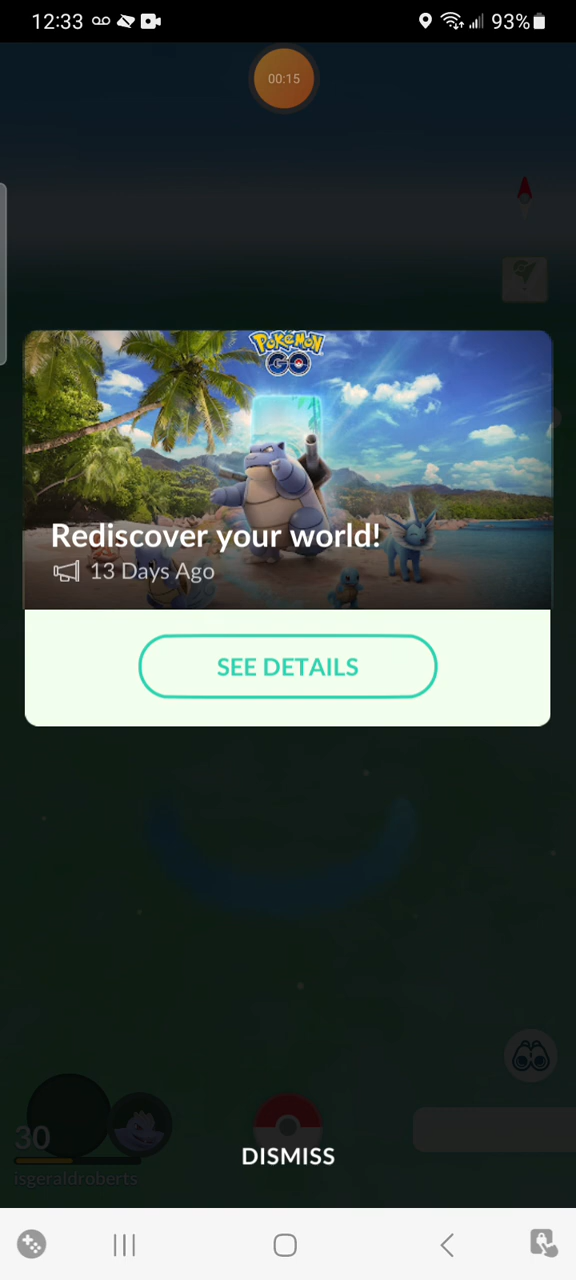 12:33 93%
00:15
POKÉMON
GO
Rediscover your world!
13 Days Ago
SEE DETAILS
30
DISMISS
isgeraldroberts